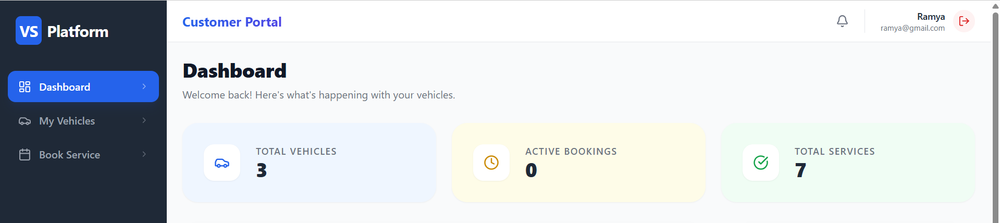 VS Platform
Dashboard
My Vehicles
Book Service
Customer Portal
Ramya
ramya@gmail.com
Dashboard
Welcome back! Here's what's happening with your vehicles.
TOTAL VEHICLES
3
ACTIVE BOOKINGS
0
TOTAL SERVICES
7